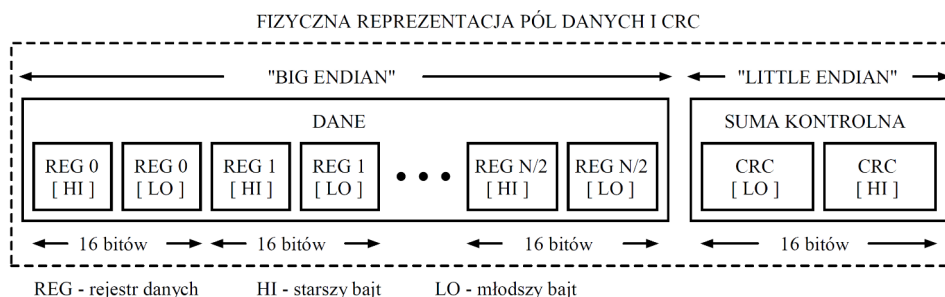 FIZYCZNA REPREZENTACJA PÓL DANYCH I CRC
"BIG ENDIAN" "LITTLE ENDIAN"
DANE SUMA KONTROLNA
REG 0 REG 0 REG 1 REG 1 REG N/2 REG N/2 CRC CRC
[ HI ] [ LO ] [ HI ] [ LO ] [ HI ] [ LO ] [ LO ] [ HI ]
16 bitów 16 bitów 16 bitów 16 bitów
REG - rejestr danych HI - starszy bajt LO - młodszy bajt